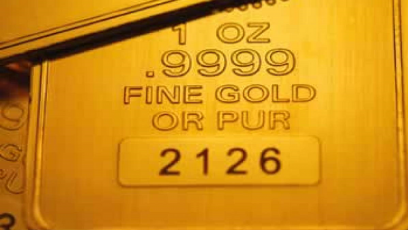 1 OZ
.9999
FINE GOLD
OR PUR
2126